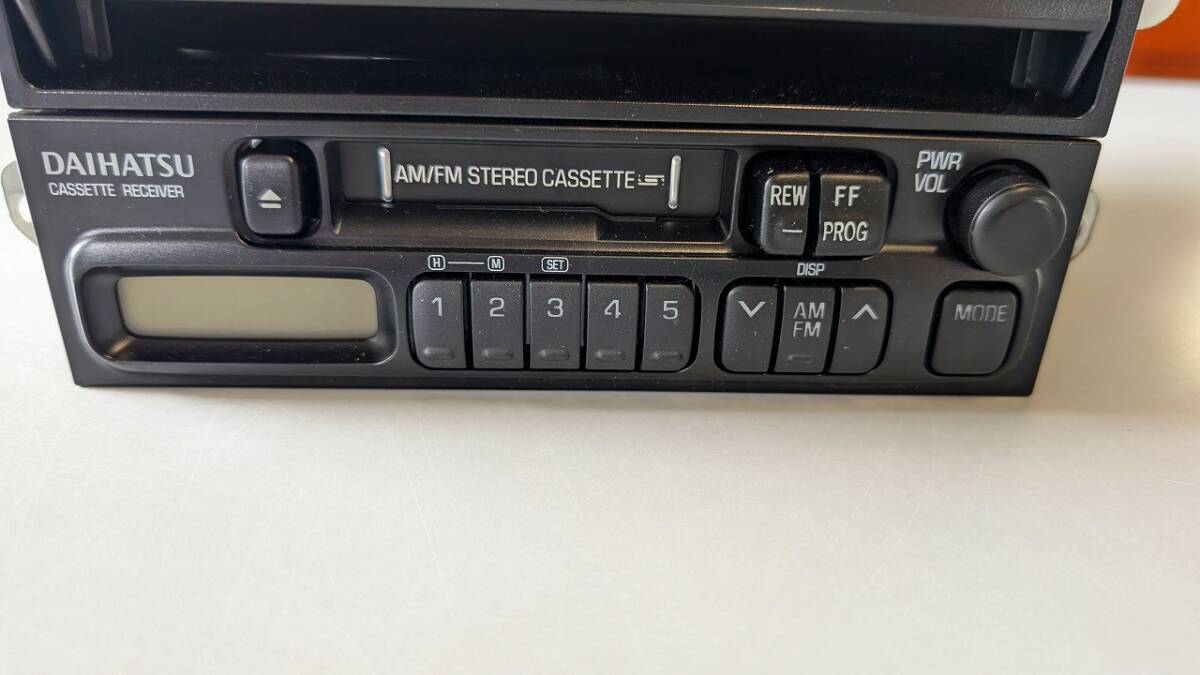 DAIHATSU
CASSETTE RECEIVER
AM/FM STEREO CASSETTE
REW
FF
PROG
PWR
VOL
H M SET
DISP
1 2 3 4 5
AM
FM
MODE